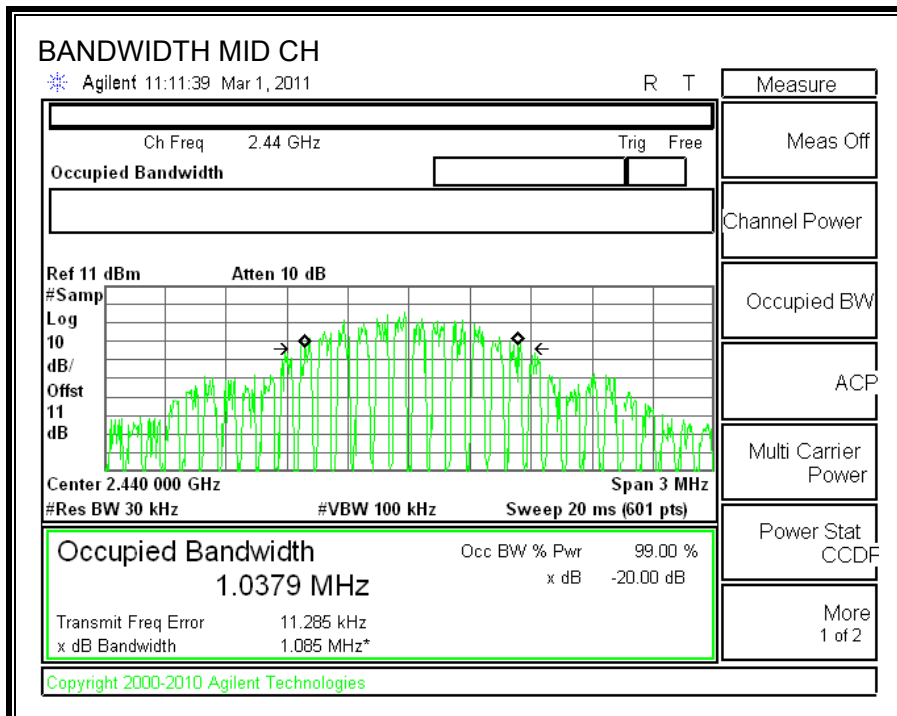 BANDWIDTH MID CH
Agilent 11:11:39 Mar 1, 2011 R T
Measure
Ch Freq 2.44 GHz Trig Free
Meas Off
Occupied Bandwidth
Channel Power
Ref 11 dBm Atten 10 dB
#Samp
Log
10
dB/
Offst
11
dB
Occupied BW
ACP
Multi Carrier
Power
Center 2.440 000 GHz Span 3 MHz
#Res BW 30 kHz #VBW 100 kHz Sweep 20 ms (601 pts)
Power Stat
CCDF
Occupied Bandwidth Occ BW % Pwr 99.00 %
1.0379 MHz x dB -20.00 dB
Transmit Freq Error 11.285 kHz
x dB Bandwidth 1.085 MHz*
More
1 of 2
Copyright 2000-2010 Agilent Technologies